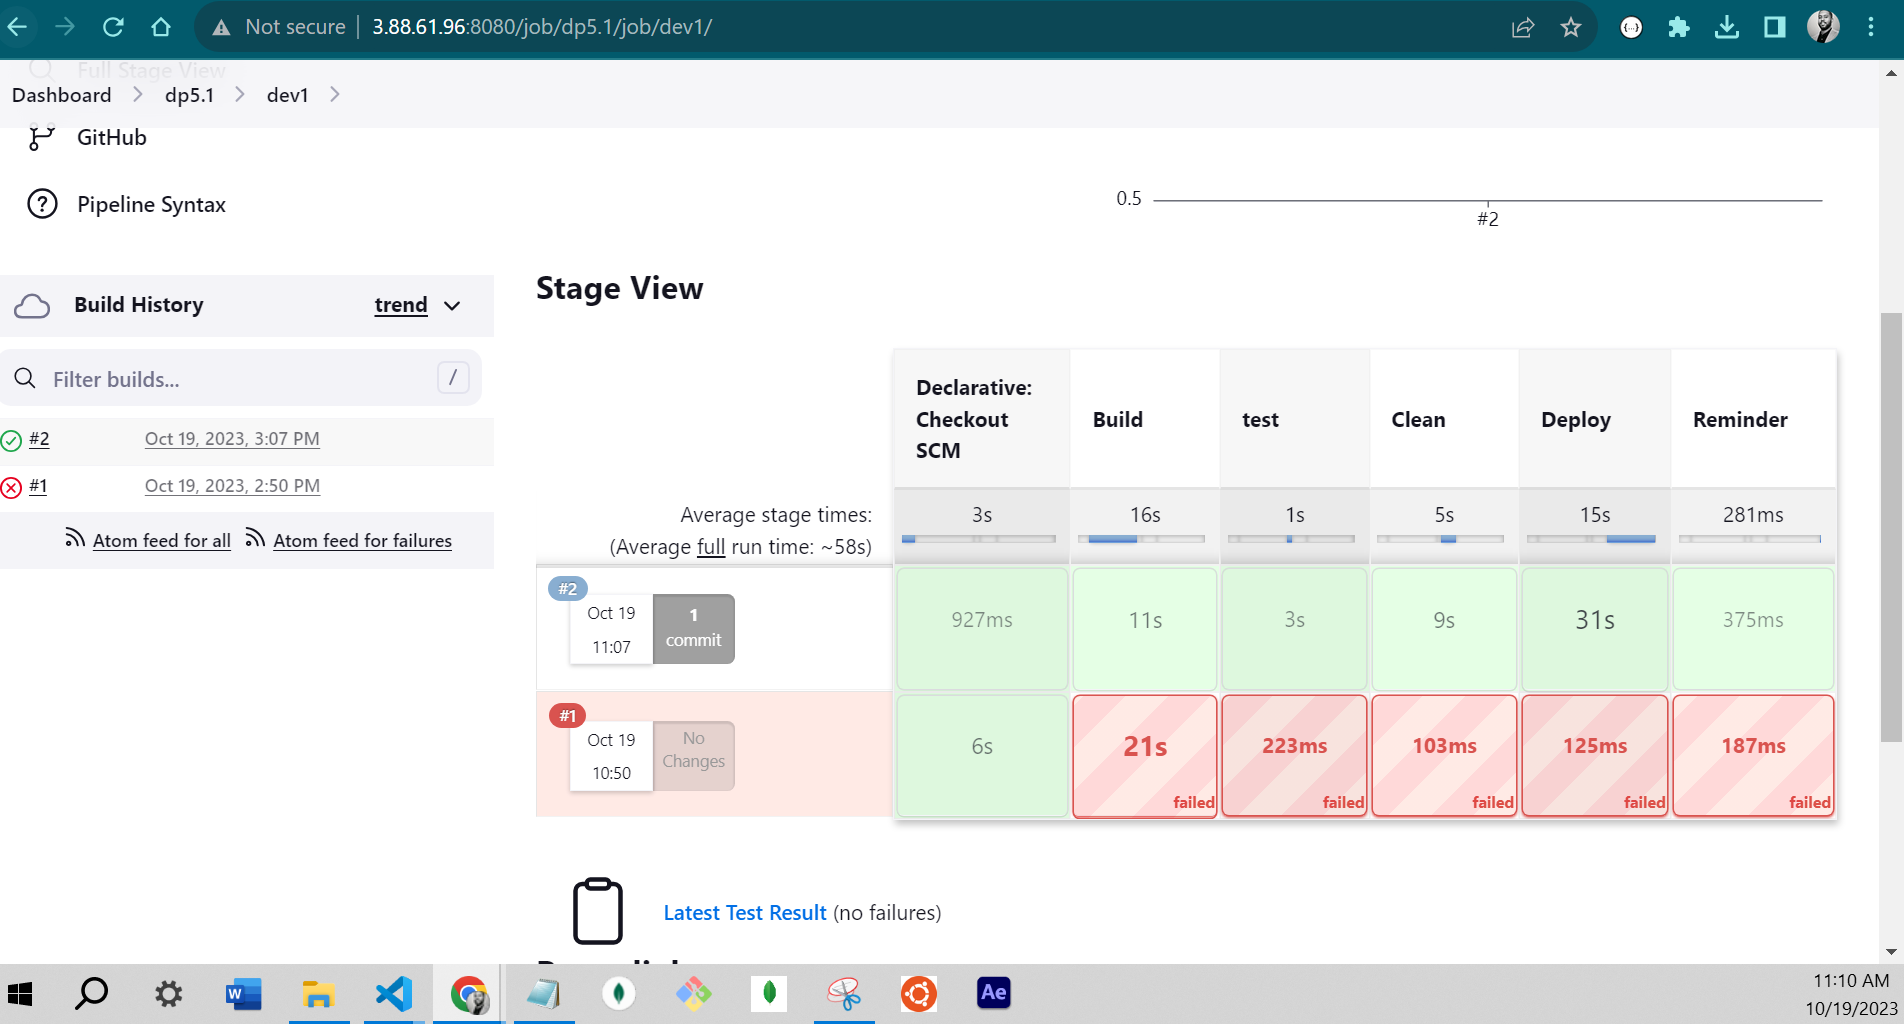 Not secure
3.88.61.96:8080/job/dp5.1/job/dev1/
Full Stage View
Dashboard
dp5.1
dev1
GitHub
Pipeline Syntax
0.5
#2
Build History
trend
Filter builds...
/
#2
Oct 19, 2023, 3:07 PM
#1
Oct 19, 2023, 2:50 PM
Atom feed for all
Atom feed for failures
Stage View
Declarative:
Checkout
SCM
Build
test
Clean
Deploy
Reminder
Average stage times:
(Average full run time: ~58s)
3s
16s
1s
5s
15s
281ms
#2
Oct 19
11:07
1
commit
927ms
11s
3s
9s
31s
375ms
#1
Oct 19
10:50
No
Changes
6s
21s
failed
223ms
failed
103ms
failed
125ms
failed
187ms
failed
Latest Test Result (no failures)
W
Ae
11:10 AM
10/19/2023